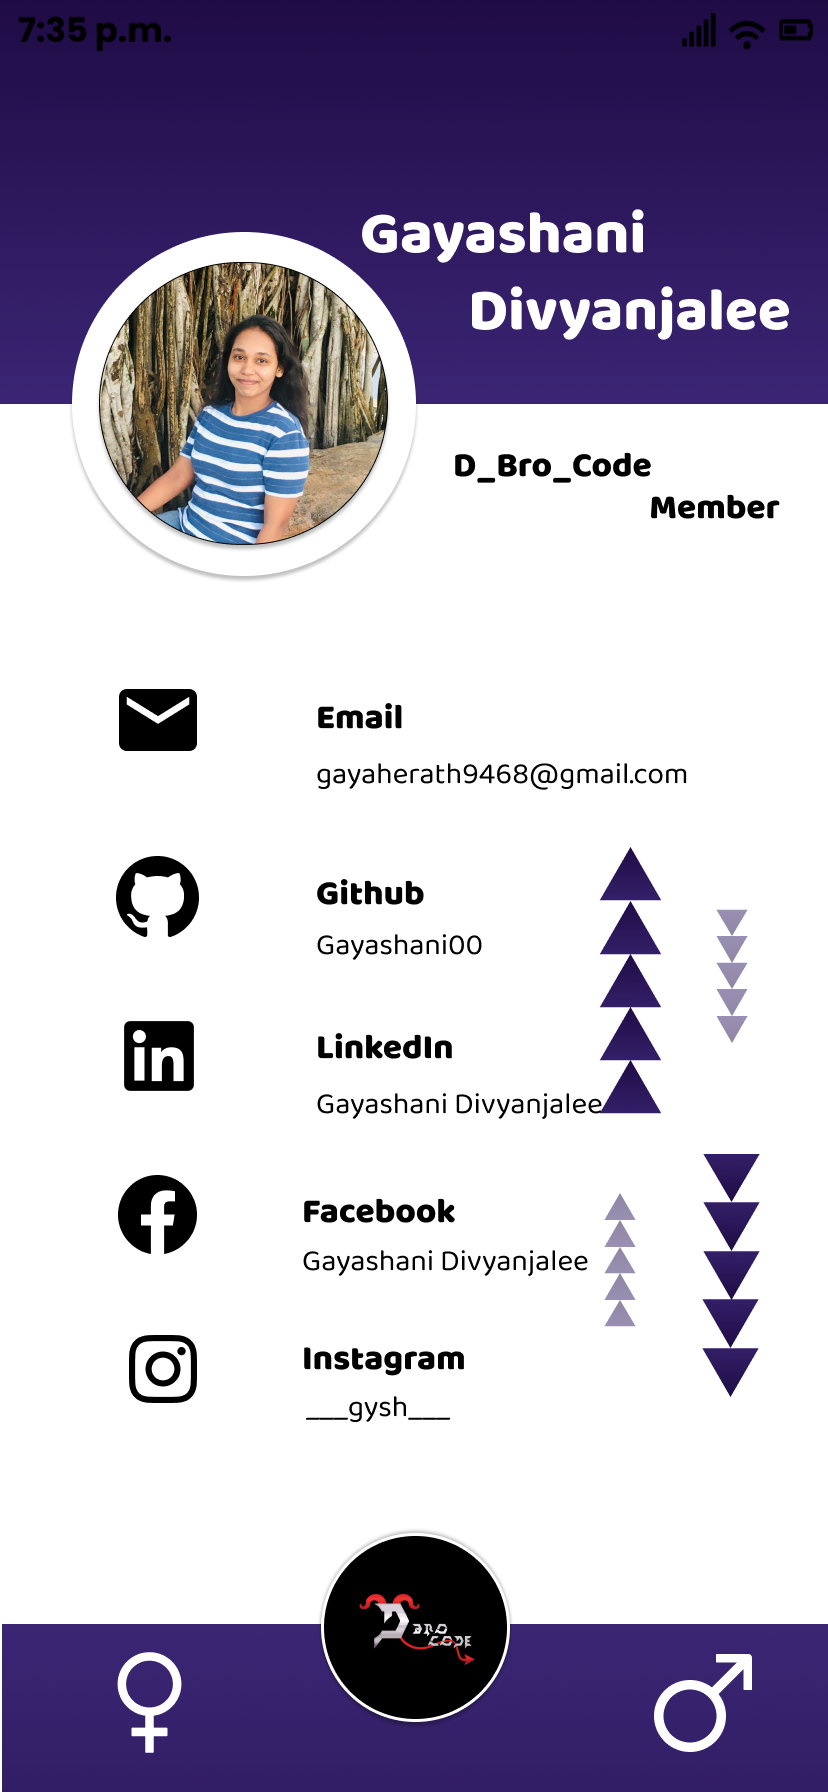 7:35 p.m.
Gayashani
Divyanjalee
D_Bro_Code
Member
Email
gayaherath9468@gmail.com
Github
Gayashani00
LinkedIn
Gayashani Divyanjalee
Facebook
Gayashani Divyanjalee
Instagram
___gysh___
D BRO
CODE